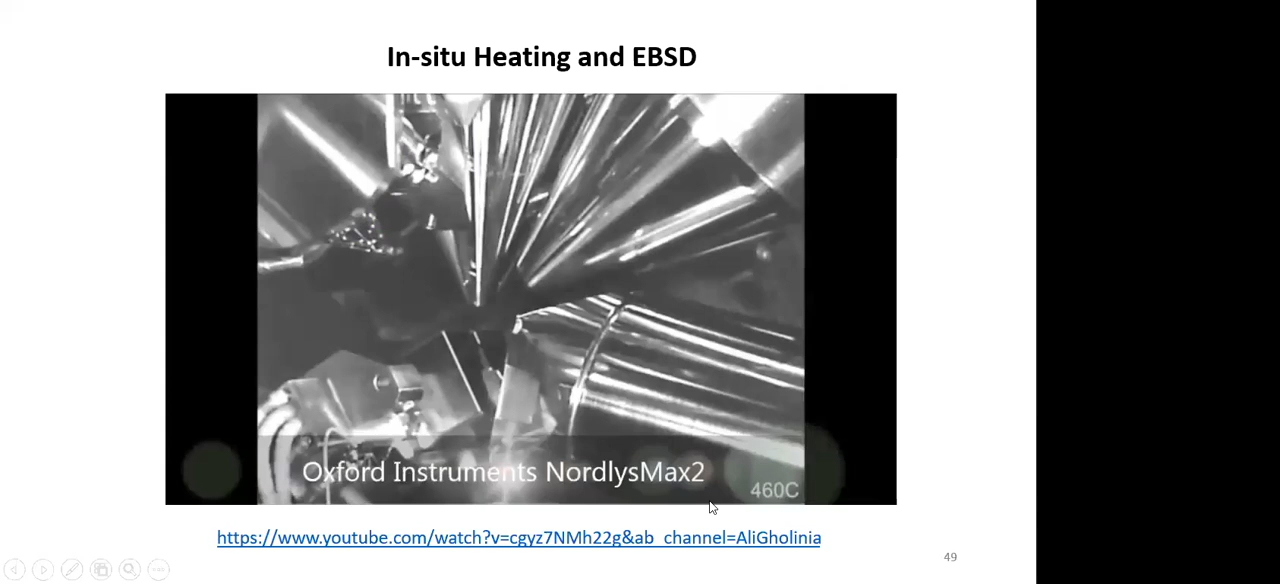 In-situ Heating and EBSD
Oxford Instruments NordlysMax2
460C
https://www.youtube.com/watch?v=cgyz7NMh22g&ab_channel=AliGholinia
49